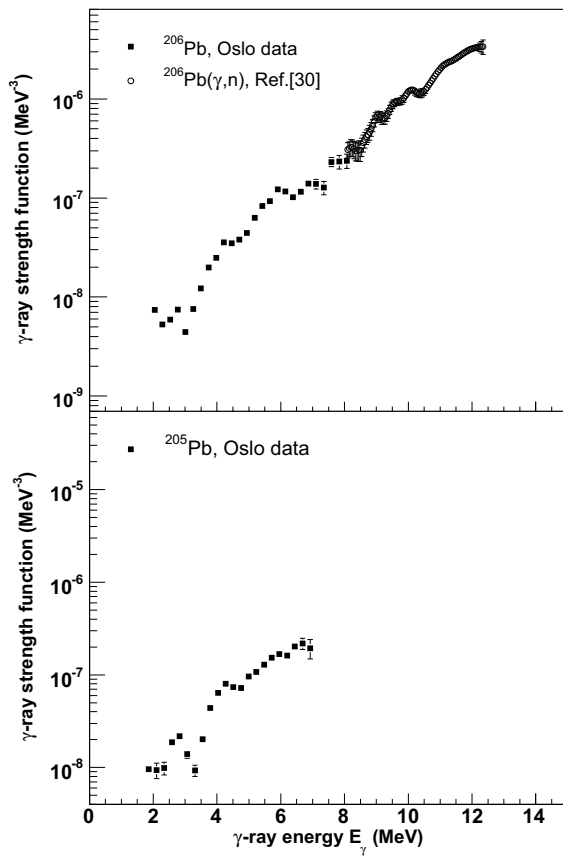 ²⁰⁶Pb, Oslo data
²⁰⁶Pb(γ,n), Ref.[30]
γ-ray strength function (MeV⁻³)
10⁻⁶
10⁻⁷
10⁻⁸
10⁻⁹
²⁰⁵Pb, Oslo data
γ-ray strength function (MeV⁻³)
10⁻⁵
10⁻⁶
10⁻⁷
10⁻⁸
0 2 4 6 8 10 12 14
γ-ray energy E_γ (MeV)